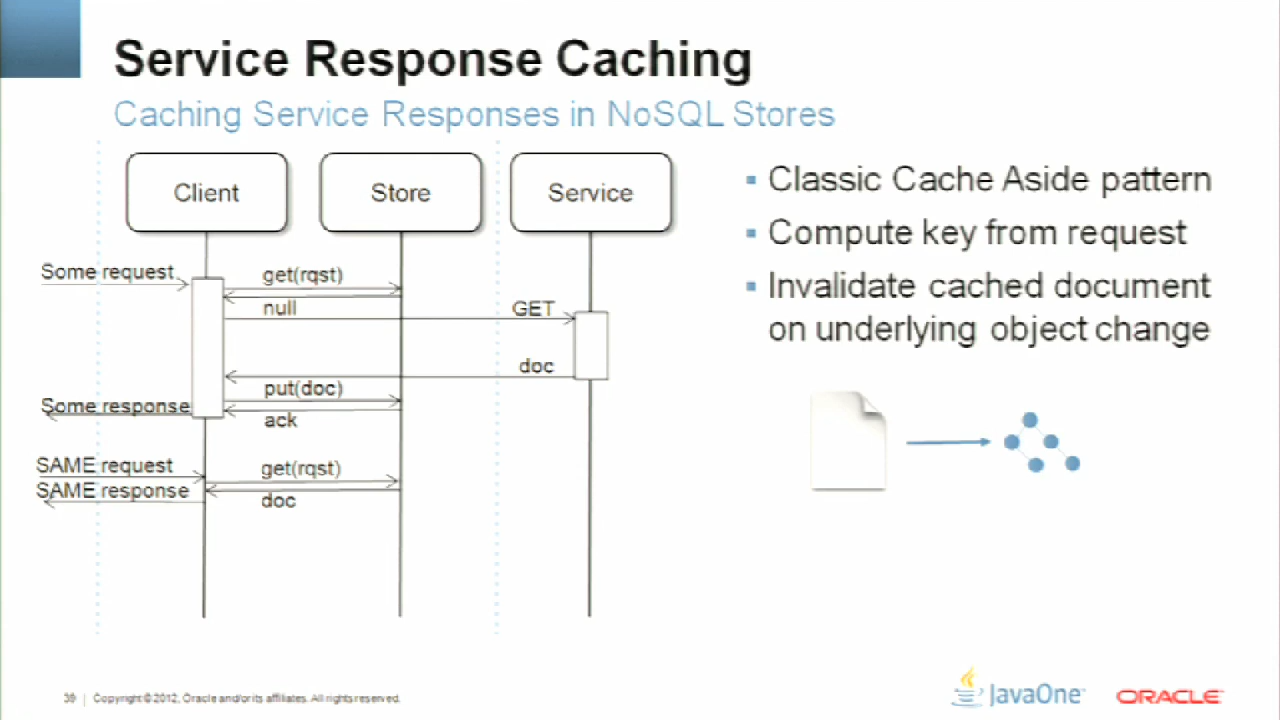 Service Response Caching
Caching Service Responses in NoSQL Stores
Client
Store
Service
Some request
get(rqst)
null
GET
doc
put(doc)
Some response
ack
SAME request
get(rqst)
SAME response
doc
Classic Cache Aside pattern
Compute key from request
Invalidate cached document
on underlying object change
39 | Copyright © 2012, Oracle and/or its affiliates. All rights reserved.
JavaOne
ORACLE